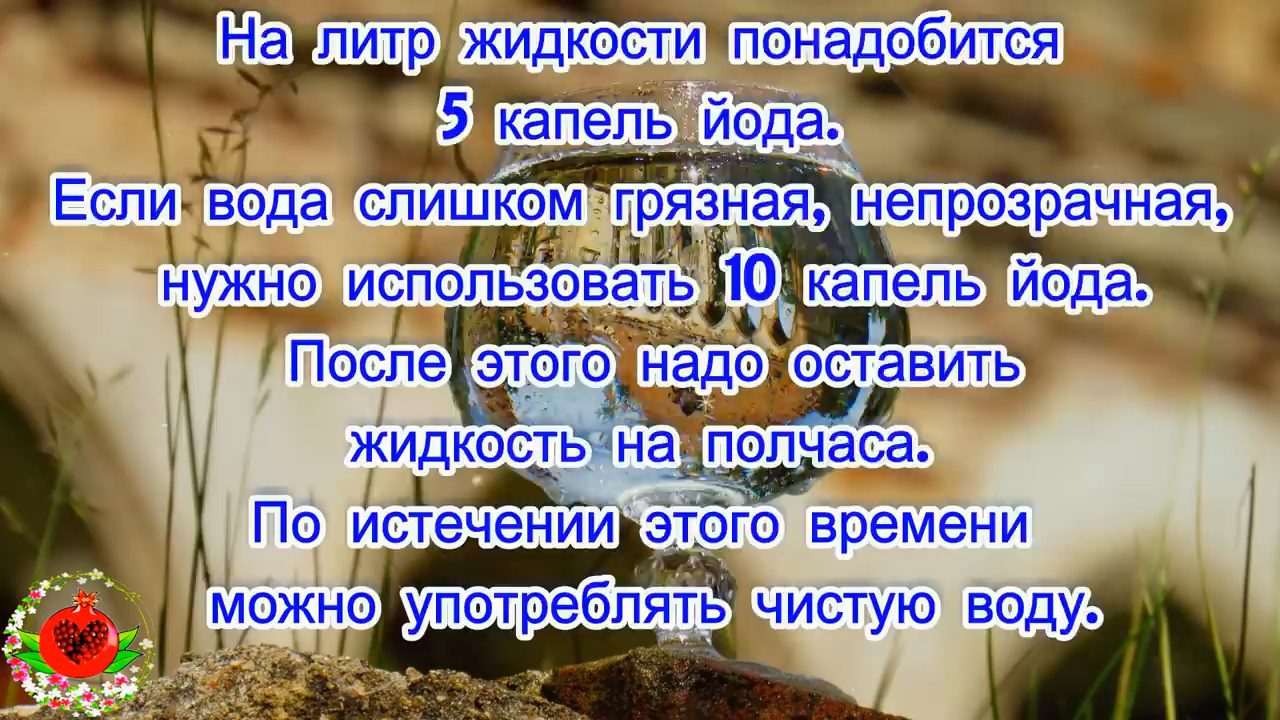 На литр жидкости понадобится
5 капель йода.
Если вода слишком грязная, непрозрачная,
нужно использовать 10 капель йода.
После этого надо оставить
жидкость на полчаса.
По истечении этого времени
можно употреблять чистую воду.